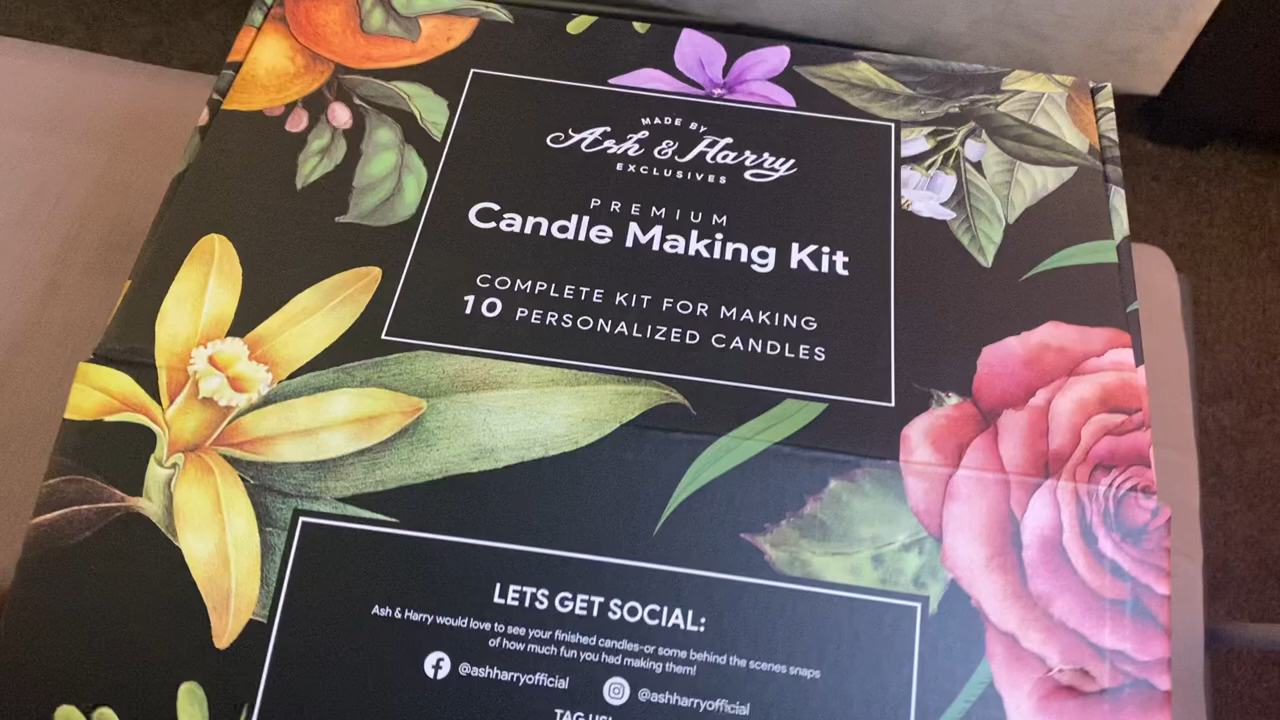 MADE BY
Ash & Harry
EXCLUSIVES
PREMIUM
Candle Making Kit
COMPLETE KIT FOR MAKING
10 PERSONALIZED CANDLES
LETS GET SOCIAL:
Ash & Harry would love to see your finished candles-or some behind the scenes snaps
of how much fun you had making them!
@ashharryofficial @ashharryofficial
TAG US!